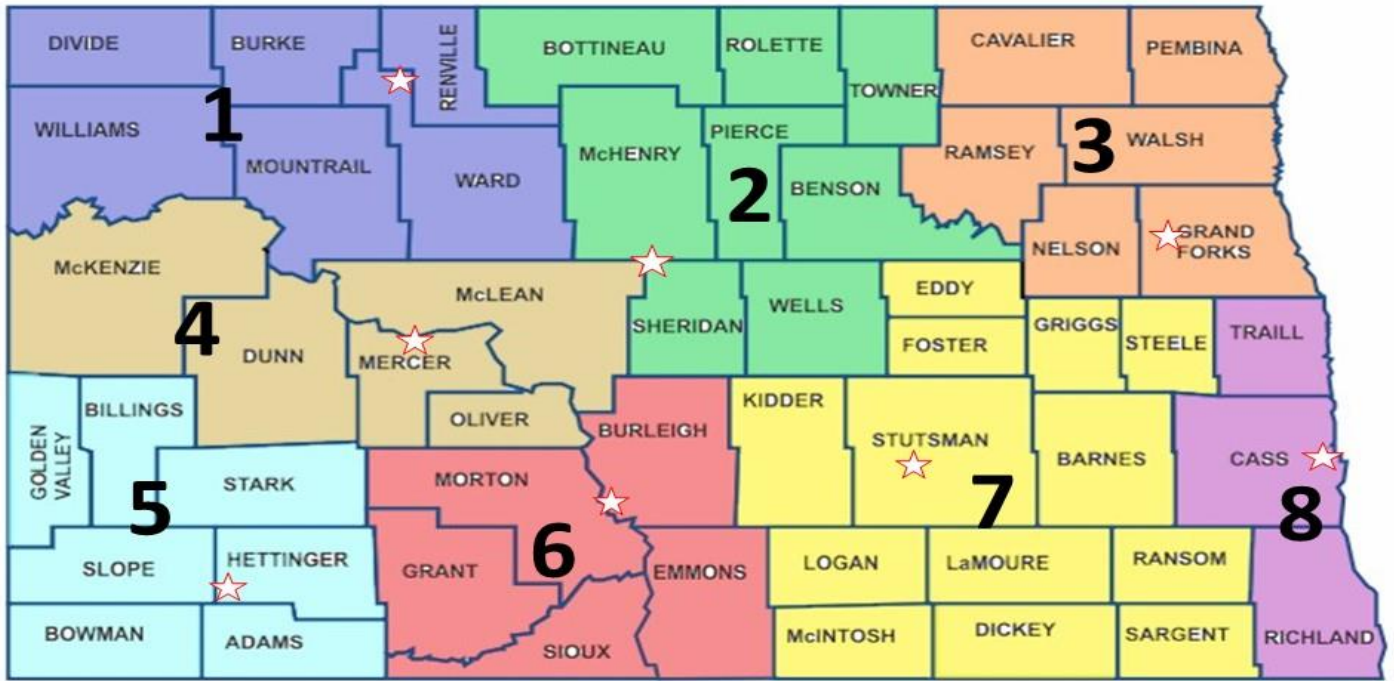 DIVIDE
BURKE
RENVILLE
BOTTINEAU
ROLETTE
TOWNER
CAVALIER
PEMBINA
1
WILLIAMS
MOUNTRAIL
WARD
McHENRY
PIERCE
2
BENSON
RAMSEY
3
WALSH
NELSON
GRAND
FORKS
McKENZIE
4
DUNN
McLEAN
MERCER
OLIVER
SHERIDAN
WELLS
EDDY
FOSTER
GRIGGS
STEELE
TRAILL
GOLDEN
VALLEY
BILLINGS
STARK
5
SLOPE
HETTINGER
BOWMAN
ADAMS
MORTON
BURLEIGH
6
GRANT
EMMONS
SIOUX
KIDDER
STUTSMAN
7
BARNES
CASS
8
LOGAN
LaMOURE
RANSOM
McINTOSH
DICKEY
SARGENT
RICHLAND